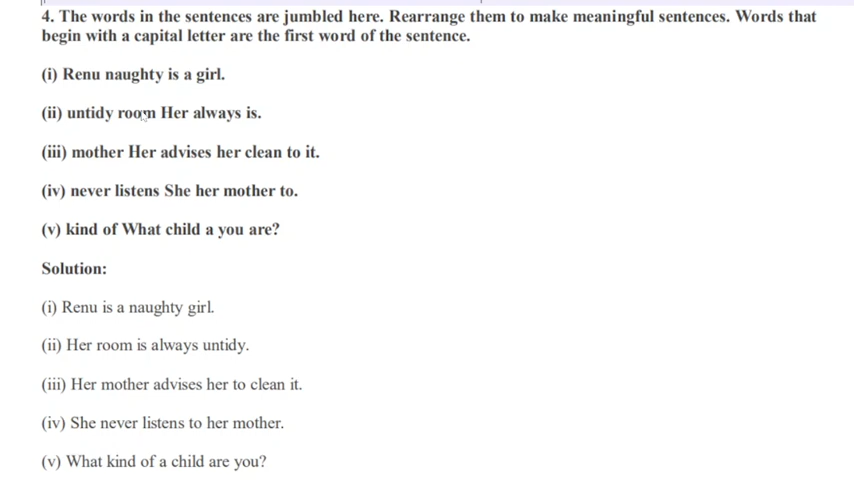 4. The words in the sentences are jumbled here. Rearrange them to make meaningful sentences. Words that
begin with a capital letter are the first word of the sentence.
(i) Renu naughty is a girl.
(ii) untidy room Her always is.
(iii) mother Her advises her clean to it.
(iv) never listens She her mother to.
(v) kind of What child a you are?
Solution:
(i) Renu is a naughty girl.
(ii) Her room is always untidy.
(iii) Her mother advises her to clean it.
(iv) She never listens to her mother.
(v) What kind of a child are you?